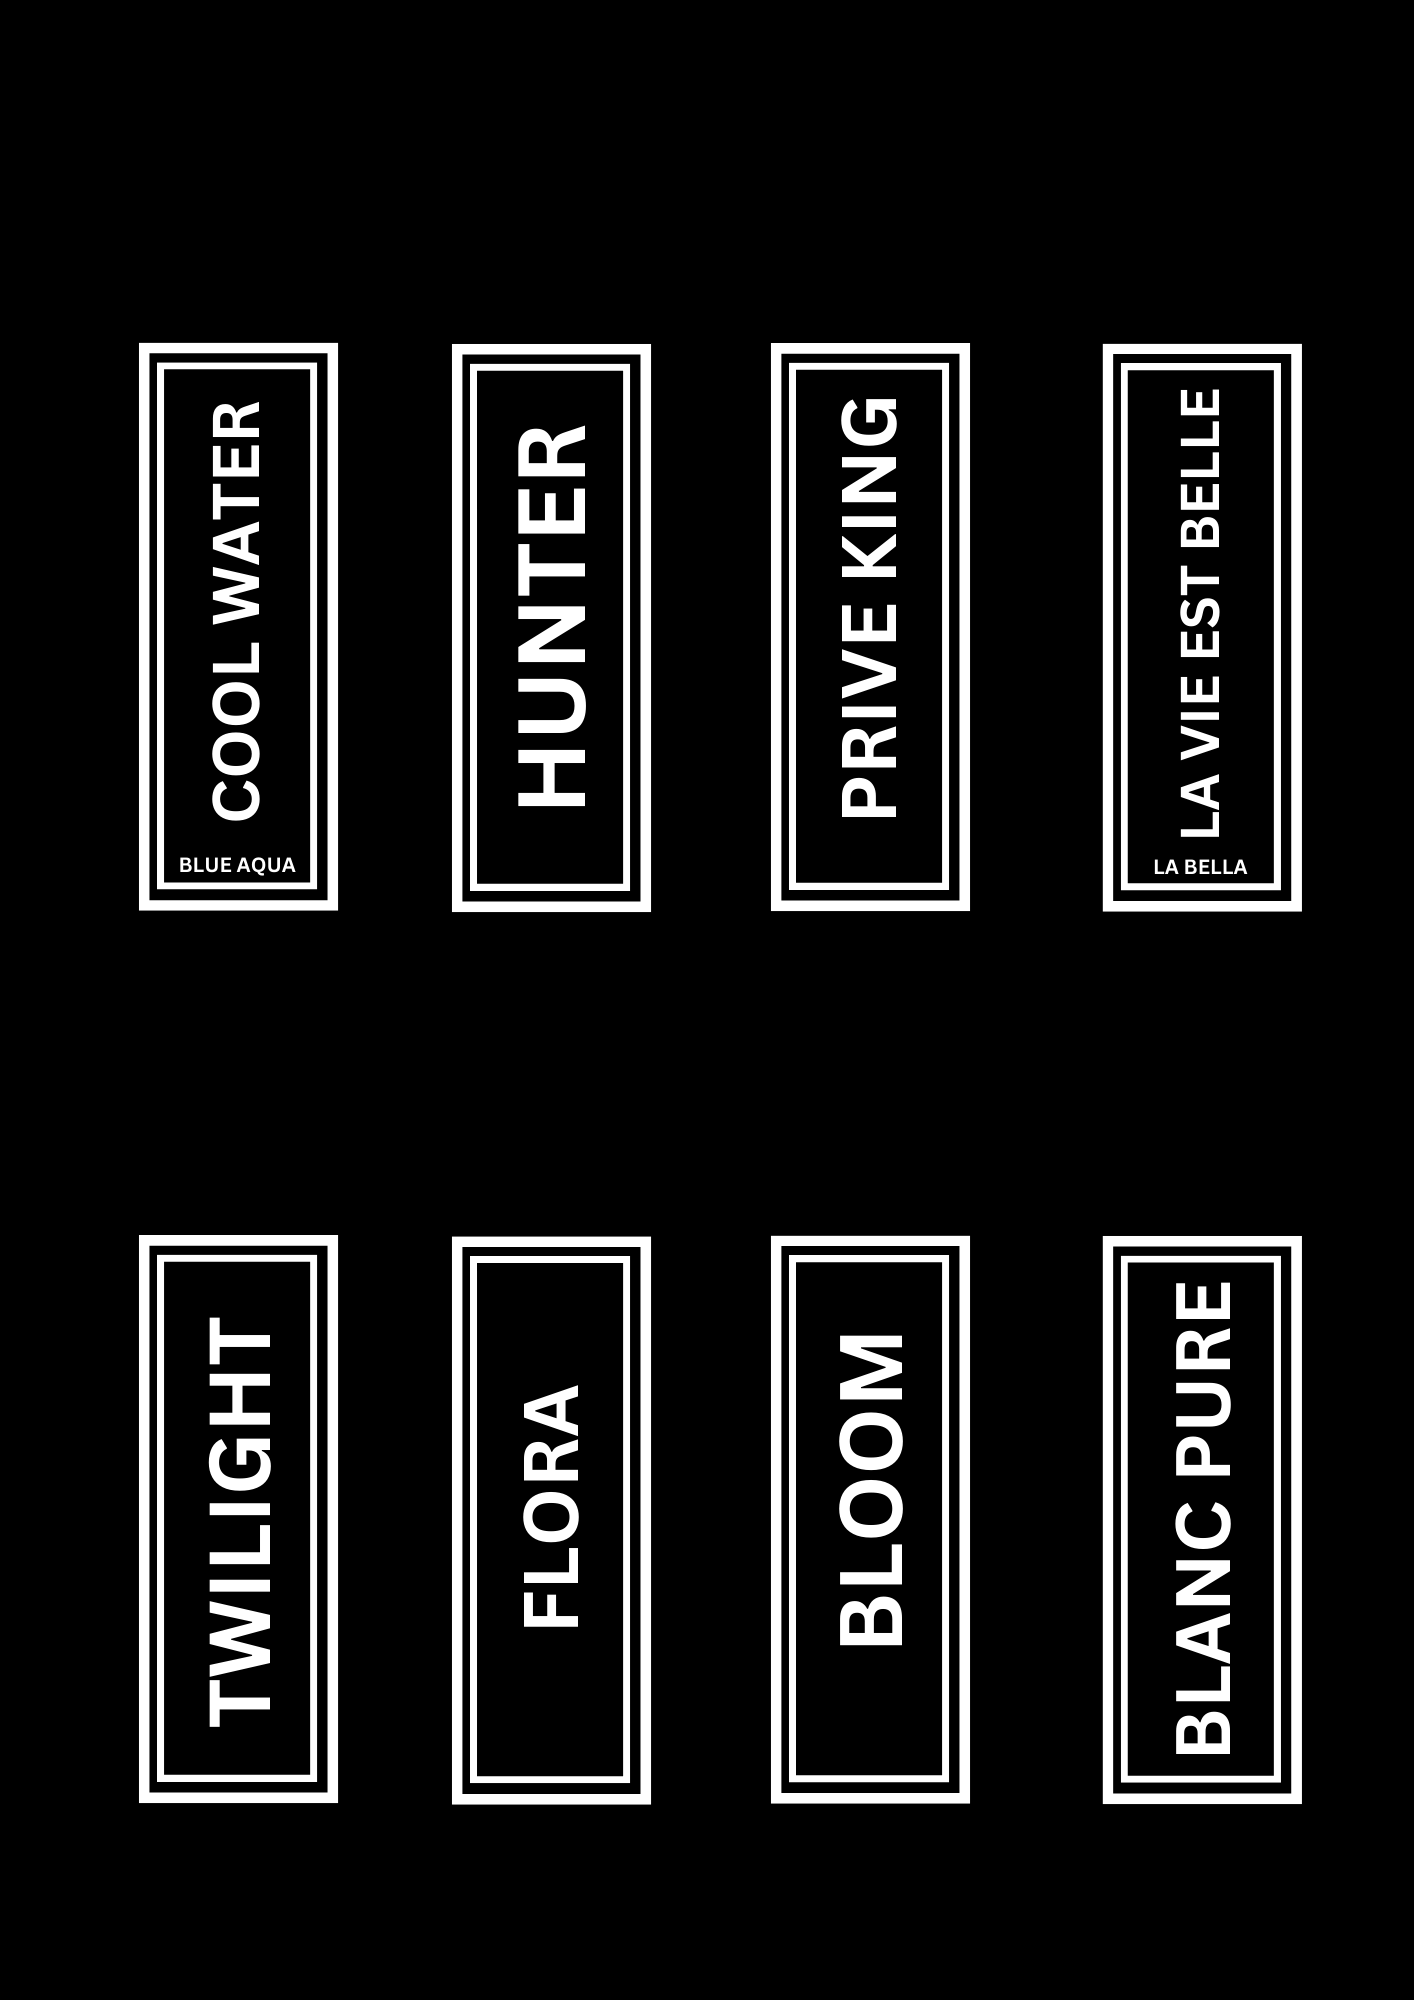 COOL WATER
BLUE AQUA
HUNTER
PRIVE KING
LA VIE EST BELLE
LA BELLA
TWILIGHT
FLORA
BLOOM
BLANC PURE